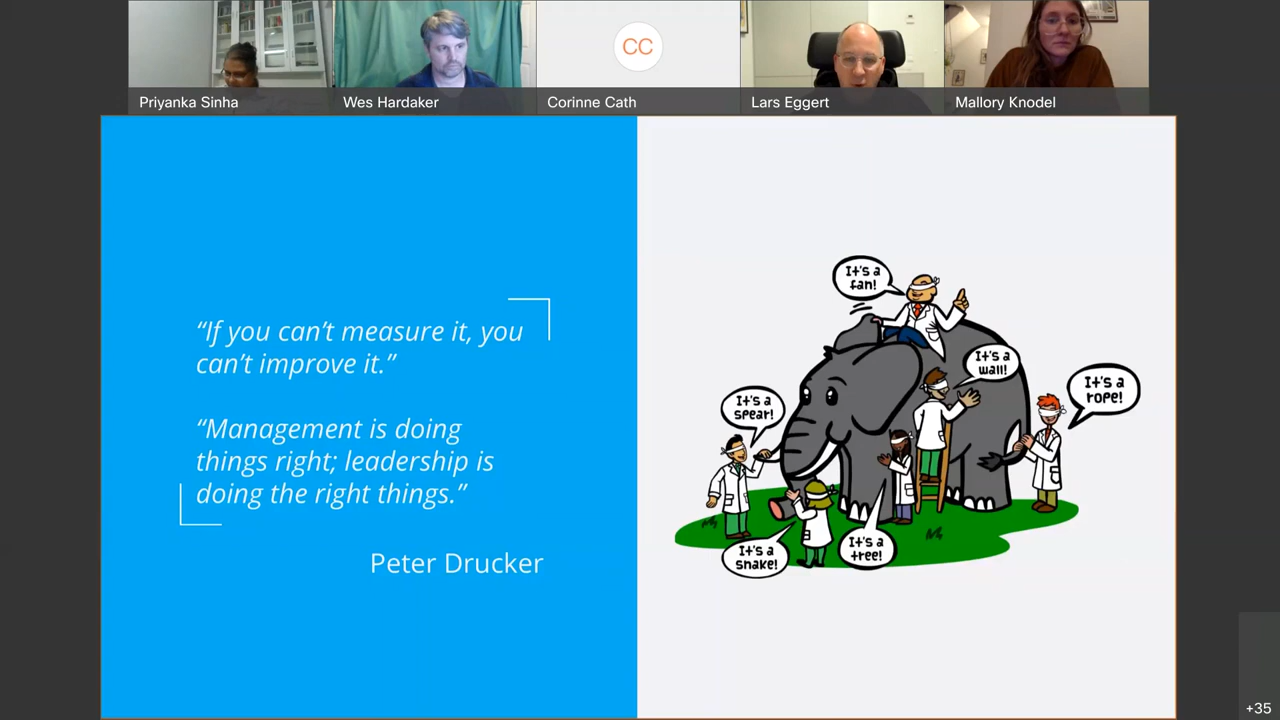 CC
Priyanka Sinha
Wes Hardaker
Corinne Cath
Lars Eggert
Mallory Knodel
“If you can’t measure it, you
can’t improve it.”
“Management is doing
things right; leadership is
doing the right things.”
Peter Drucker
It's a
fan!
It's a
wall!
It's a
rope!
It's a
spear!
It's a
snake!
It's a
tree!
+35